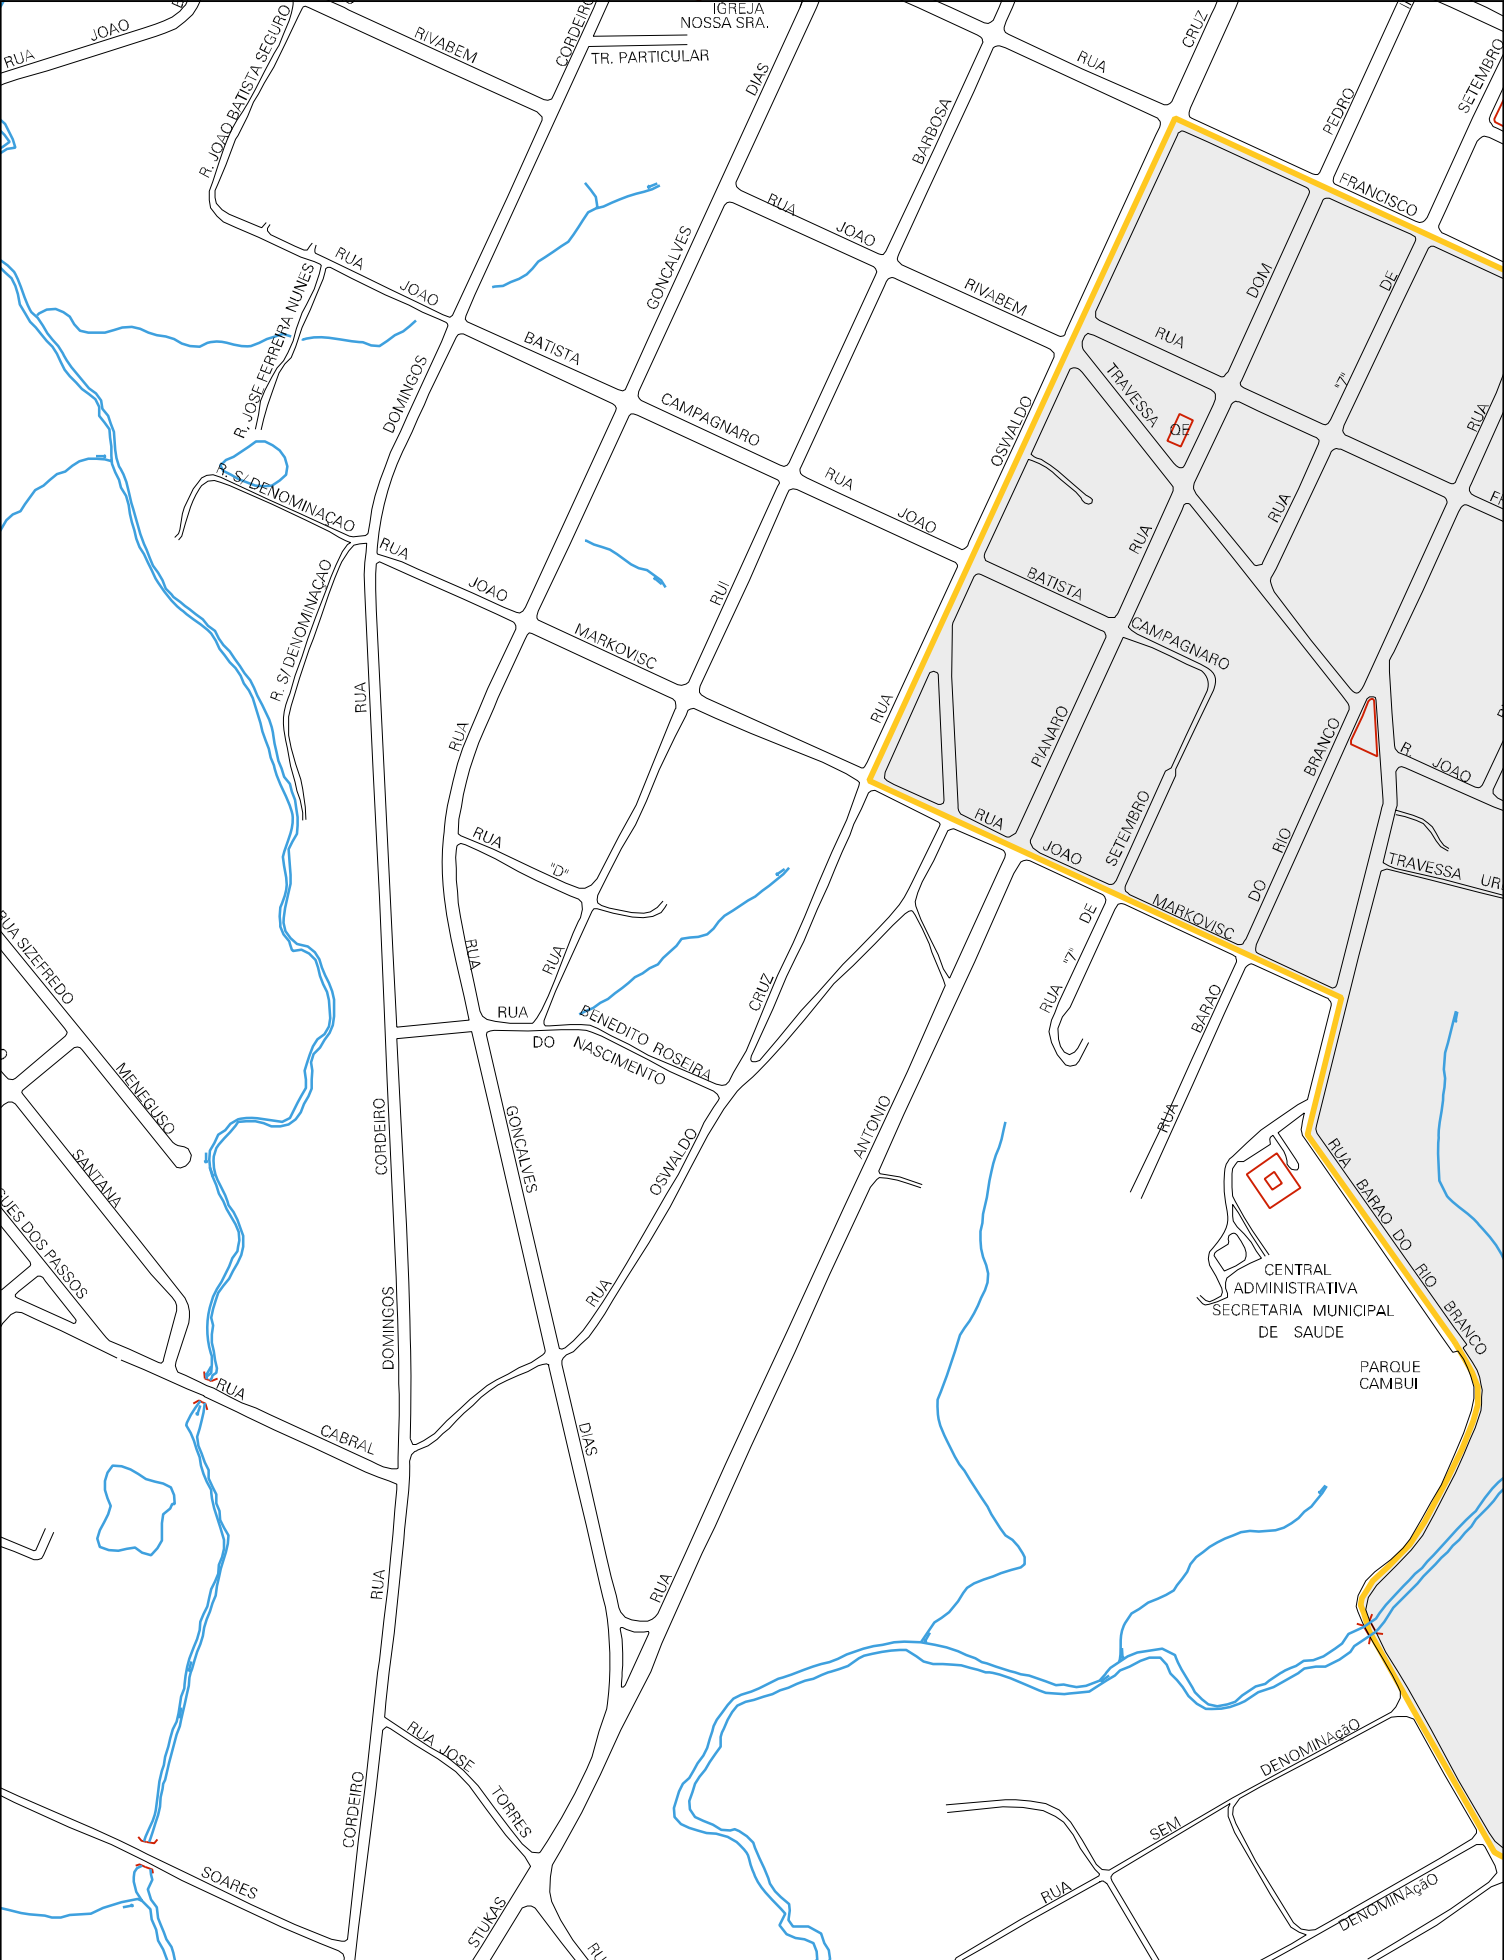 IGREJA
NOSSA SRA.
RUA
JOAO
RIVABEM
CORDEIRO
TR. PARTICULAR
R. JOAO BATISTA SEGURO
DIAS
BARBOSA
RUA
CRUZ
PEDRO
SETEMBRO
FRANCISCO
RUA
JOAO
RIVABEM
RUA
JOAO
GONCALVES
DOM
DE
R. JOSE FERREIRA NUNES
BATISTA
CAMPAGNARO
DOMINGOS
RUA
TRAVESSA
DE
"7"
RUA
OSWALDO
R. S/ DENOMINAÇAO
RUA
JOAO
RUA
JOAO
RUA
RUA
BATISTA
CAMPAGNARO
R. S/ DENOMINAÇAO
MARKOVISC
RUI
RUA
RUA
RUA
PIANARO
BRANCO
R. JOAO
RUA
"D"
RUA
JOAO
SETEMBRO
RIO
DO
MARKOVISC
TRAVESSA
UR
RUA SIZEFREDO
MENEGUSO
RUA
RUA
RUA
DO
BENEDITO ROSEIRA
NASCIMENTO
CRUZ
RUA "7" DE
BARAO
RUA
SANTANA
UES DOS PASSOS
CORDEIRO
DOMINGOS
GONCALVES
OSWALDO
RUA
ANTONIO
RUA BARAO DO RIO BRANCO
CENTRAL
ADMINISTRATIVA
SECRETARIA MUNICIPAL
DE SAUDE
PARQUE
CAMBUI
RUA
CABRAL
DIAS
RUA
RUA
RUA JOSE
TORRES
CORDEIRO
SOARES
STUKAS
RU
RUA
SEM
DENOMINAçãO
DENOMINAçãO